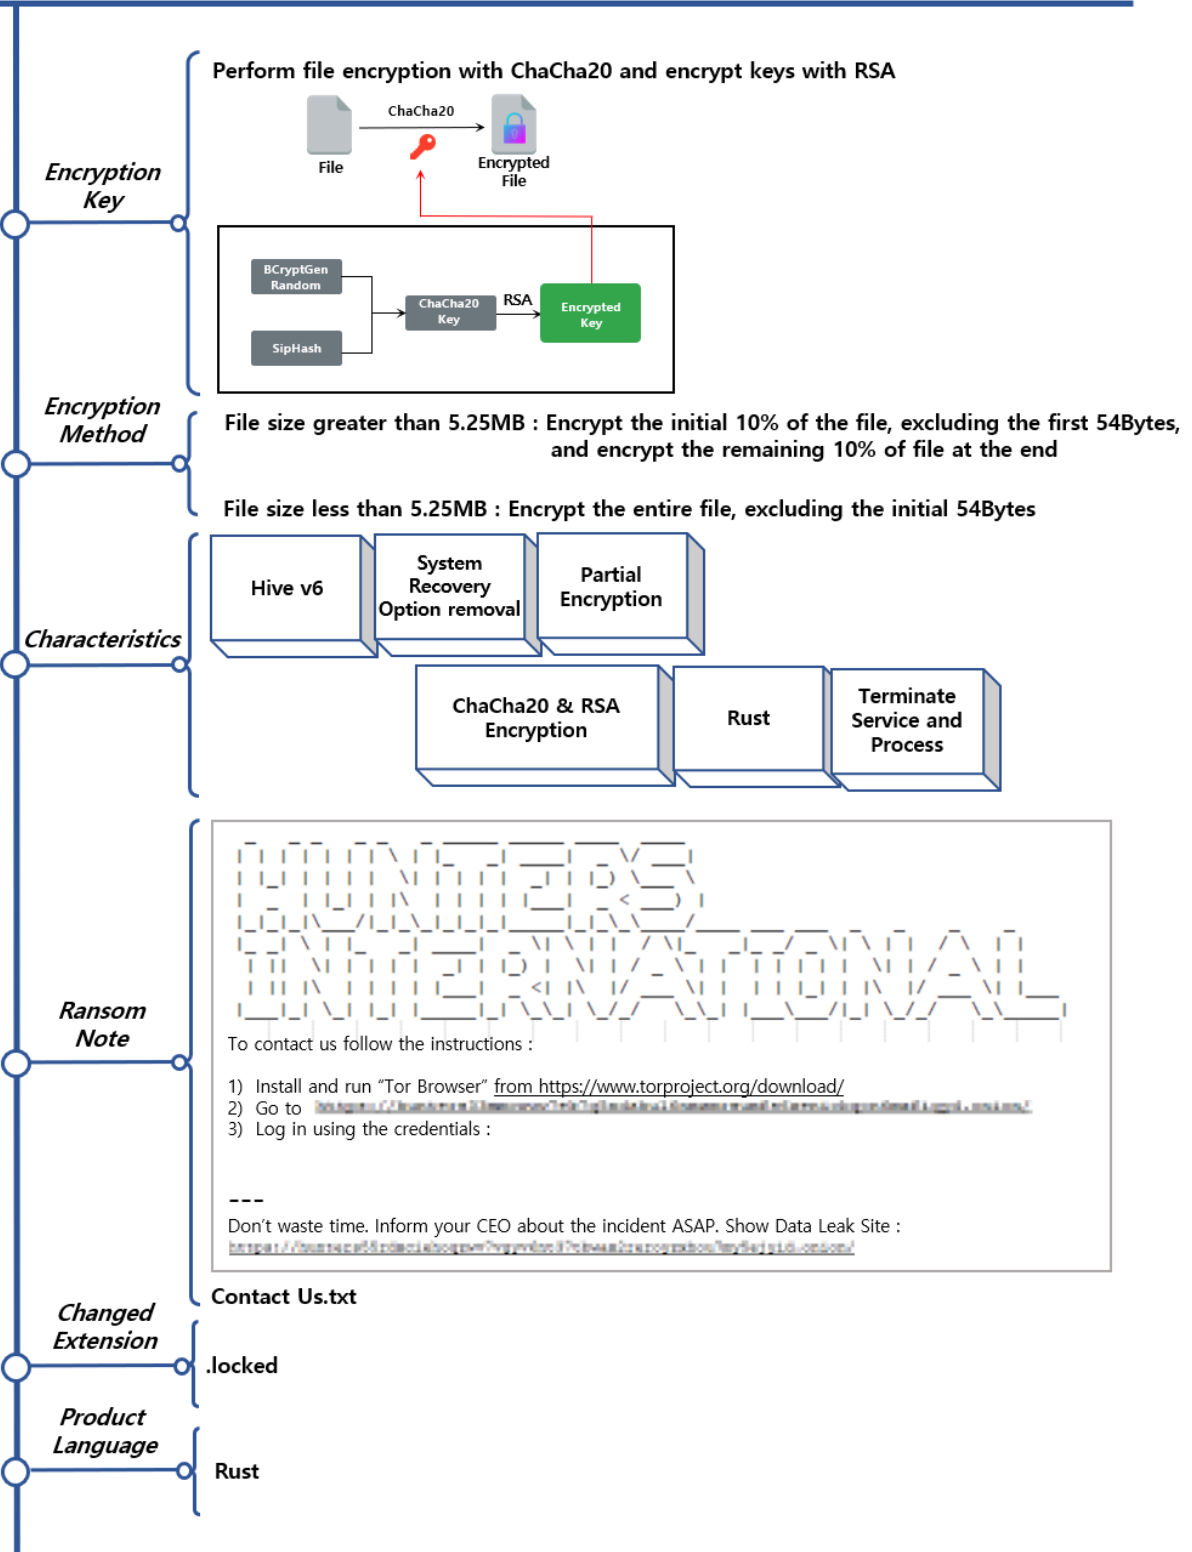 Perform file encryption with ChaCha20 and encrypt keys with RSA
ChaCha20
File
Encrypted
File
Encryption
Key
BCryptGen
Random
SipHash
ChaCha20
Key
RSA
Encrypted
Key
Encryption
Method
File size greater than 5.25MB : Encrypt the initial 10% of the file, excluding the first 54Bytes,
and encrypt the remaining 10% of file at the end
File size less than 5.25MB : Encrypt the entire file, excluding the initial 54Bytes
Characteristics
Hive v6
System
Recovery
Option removal
Partial
Encryption
ChaCha20 & RSA
Encryption
Rust
Terminate
Service and
Process
Ransom
Note
HUNTERS
INTERNATIONAL
To contact us follow the instructions :
1) Install and run “Tor Browser” from https://www.torproject.org/download/
2) Go to
3) Log in using the credentials :
---
Don’t waste time. Inform your CEO about the incident ASAP. Show Data Leak Site :
Contact Us.txt
Changed
Extension
.locked
Product
Language
Rust